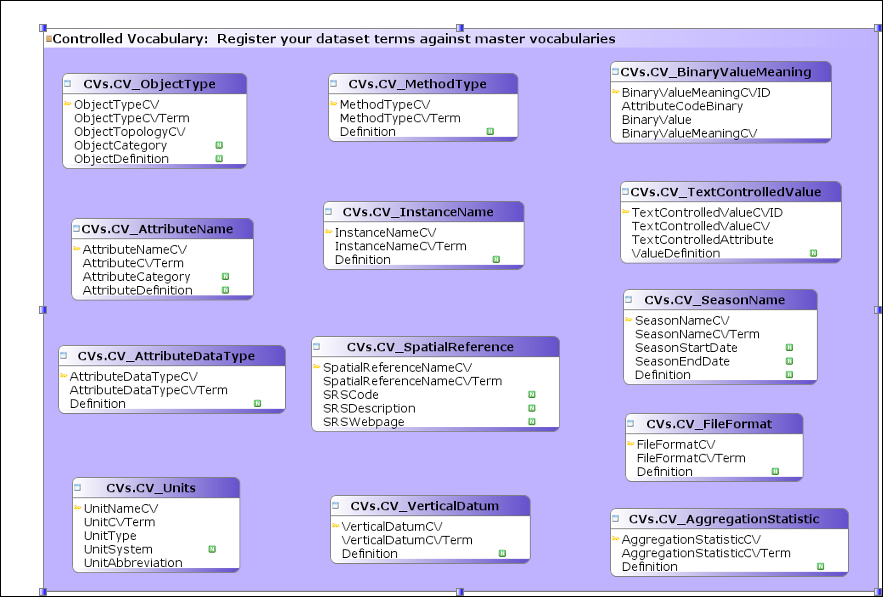 Controlled Vocabulary:  Register your dataset terms against master vocabularies
CVs.CV_ObjectType
ObjectTypeCV
ObjectTypeCVTerm
ObjectTopologyCV
ObjectCategory N
ObjectDefinition N
CVs.CV_AttributeName
AttributeNameCV
AttributeCVTerm
AttributeCategory N
AttributeDefinition N
CVs.CV_AttributeDataType
AttributeDataTypeCV
AttributeDataTypeCVTerm
Definition N
CVs.CV_Units
UnitNameCV
UnitCVTerm
UnitType
UnitSystem N
UnitAbbreviation
CVs.CV_MethodType
MethodTypeCV
MethodTypeCVTerm
Definition N
CVs.CV_InstanceName
InstanceNameCV
InstanceNameCVTerm
Definition N
CVs.CV_SpatialReference
SpatialReferenceNameCV
SpatialReferenceNameCVTerm
SRSCode N
SRSDescription N
SRSWebpage N
CVs.CV_VerticalDatum
VerticalDatumCV
VerticalDatumCVTerm
Definition N
CVs.CV_BinaryValueMeaning
BinaryValueMeaningCVID
AttributeCodeBinary
BinaryValue
BinaryValueMeaningCV
CVs.CV_TextControlledValue
TextControlledValueCVID
TextControlledValueCV
TextControlledAttribute
ValueDefinition N
CVs.CV_SeasonName
SeasonNameCV
SeasonNameCVTerm
SeasonStartDate N
SeasonEndDate N
Definition N
CVs.CV_FileFormat
FileFormatCV
FileFormatCVTerm
Definition N
CVs.CV_AggregationStatistic
AggregationStatisticCV
AggregationStatisticCVTerm
Definition N